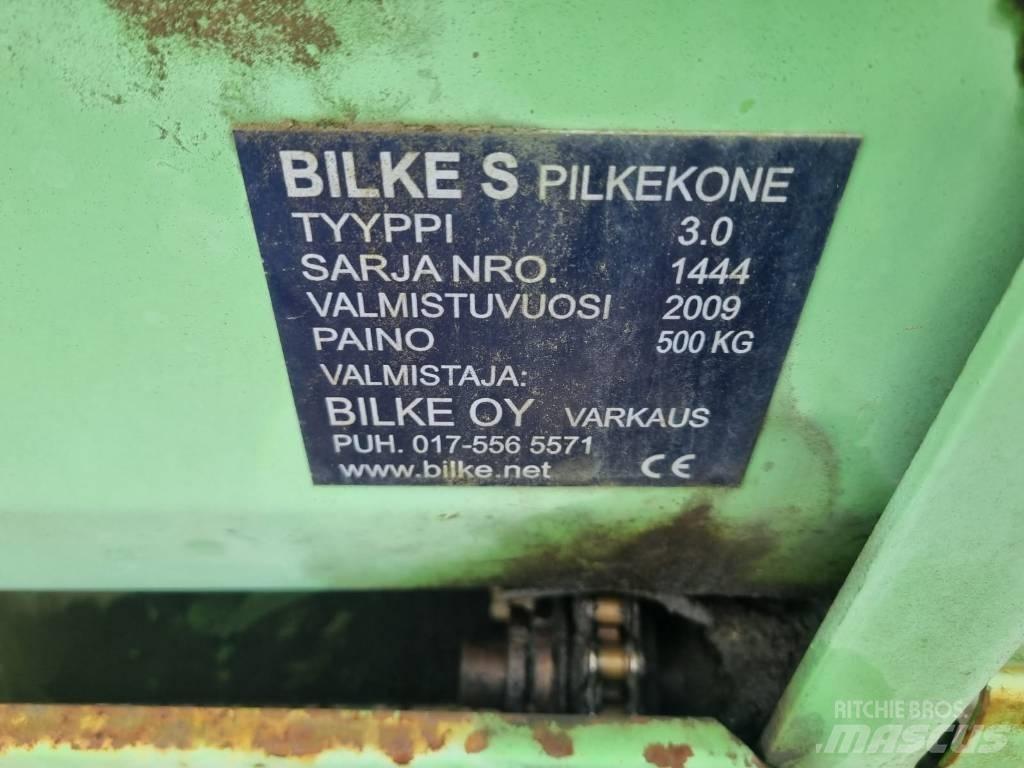 BILKE S PILKEKONE
TYYPPI 3.0
SARJA NRO. 1444
VALMISTUVUOSI 2009
PAINO 500 KG
VALMISTAJA:
BILKE OY VARKAUS
PUH. 017-556 5571
www.bilke.net CE
RITCHIE BROS.
MASCUS